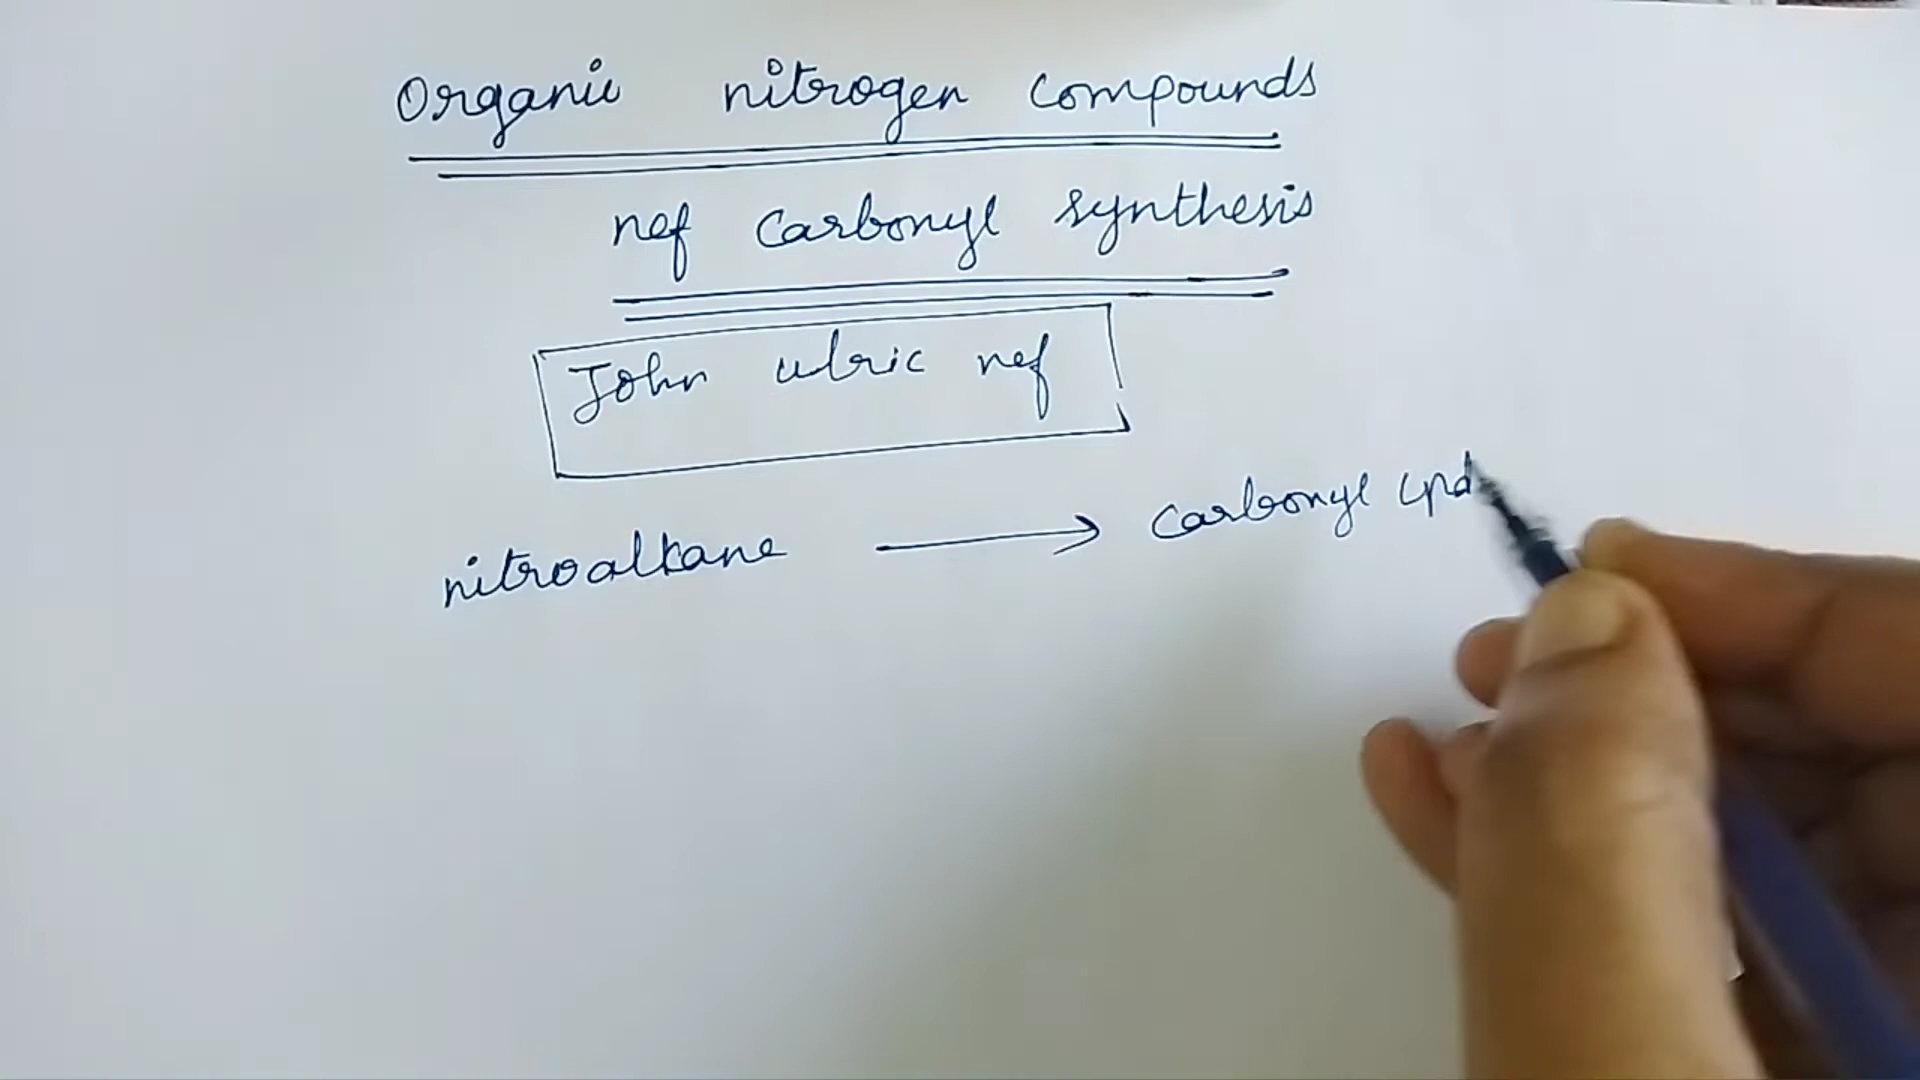 Organic nitrogen compounds
nef carbonyl synthesis
John ulric nef
nitroalkane → carbonyl cpd